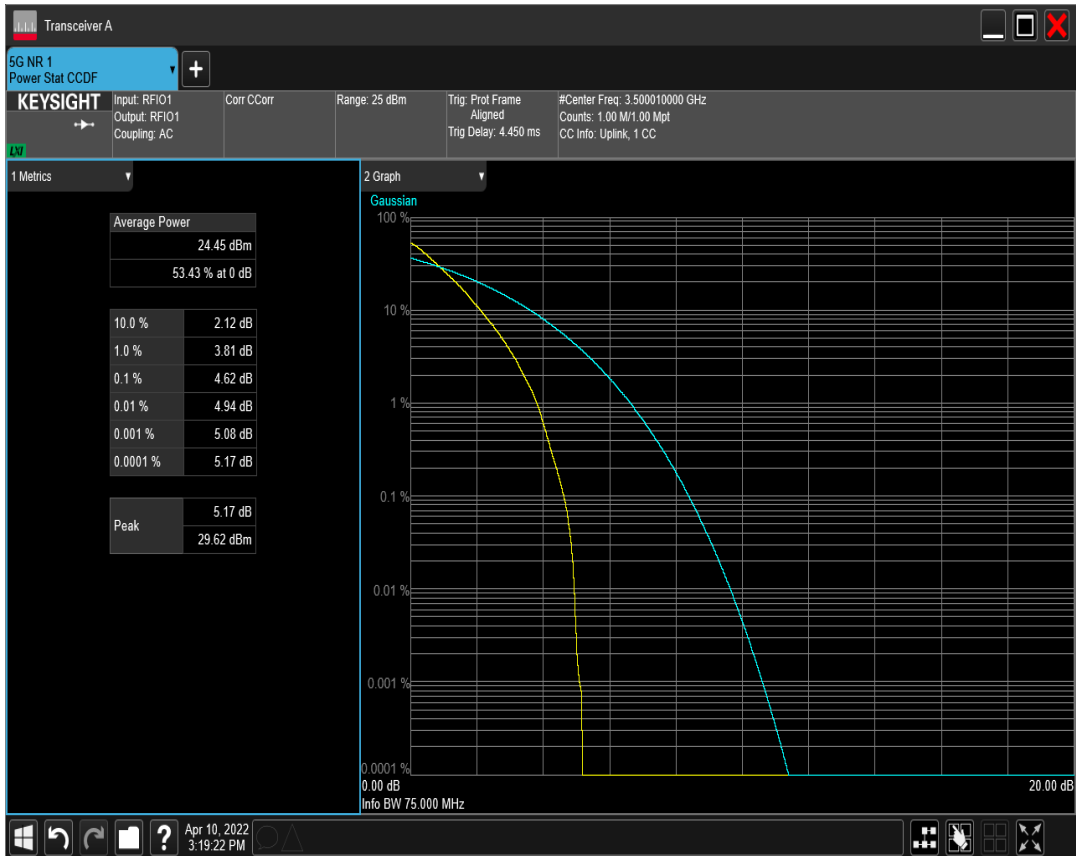 Transceiver A
5G NR 1
Power Stat CCDF
+
KEYSIGHT
LXI
Input: RFIO1
Output: RFIO1
Coupling: AC
Corr CCorr
Range: 25 dBm
Trig: Prot Frame
Aligned
Trig Delay: 4.450 ms
#Center Freq: 3.500010000 GHz
Counts: 1.00 M/1.00 Mpt
CC Info: Uplink, 1 CC
1 Metrics
Average Power
24.45 dBm
53.43 % at 0 dB
10.0 % 2.12 dB
1.0 % 3.81 dB
0.1 % 4.62 dB
0.01 % 4.94 dB
0.001 % 5.08 dB
0.0001 % 5.17 dB
Peak 5.17 dB
29.62 dBm
2 Graph
Gaussian
100 %
10 %
1 %
0.1 %
0.01 %
0.001 %
0.0001 %
0.00 dB 20.00 dB
Info BW 75.000 MHz
?
Apr 10, 2022
3:19:22 PM